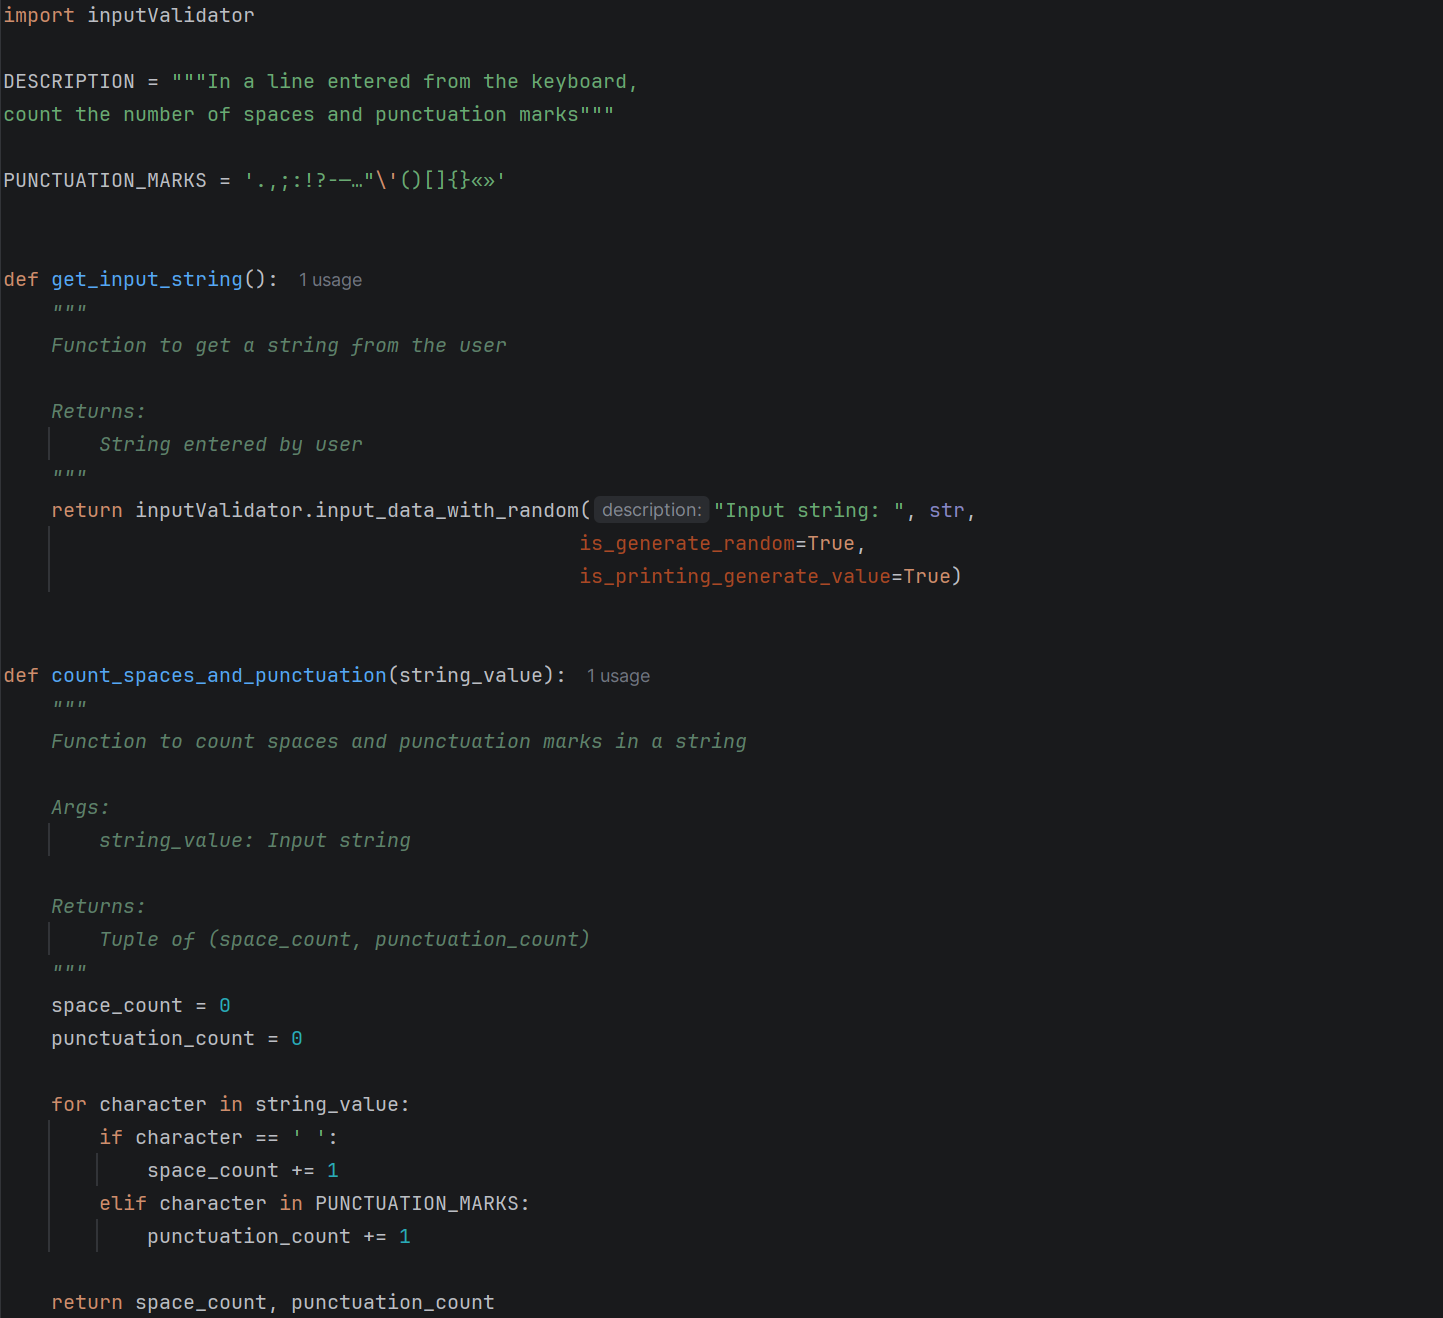 import inputValidator
DESCRIPTION = """In a line entered from the keyboard,
count the number of spaces and punctuation marks"""
PUNCTUATION_MARKS = '.,;:!?-—…"\'()[]{}«»'
def get_input_string():  1 usage
    """
    Function to get a string from the user
    Returns:
        String entered by user
    """
    return inputValidator.input_data_with_random( description: "Input string: ", str,
                                                is_generate_random=True,
                                                is_printing_generate_value=True)
def count_spaces_and_punctuation(string_value):  1 usage
    """
    Function to count spaces and punctuation marks in a string
    Args:
        string_value: Input string
    Returns:
        Tuple of (space_count, punctuation_count)
    """
    space_count = 0
    punctuation_count = 0
    for character in string_value:
        if character == ' ':
            space_count += 1
        elif character in PUNCTUATION_MARKS:
            punctuation_count += 1
    return space_count, punctuation_count